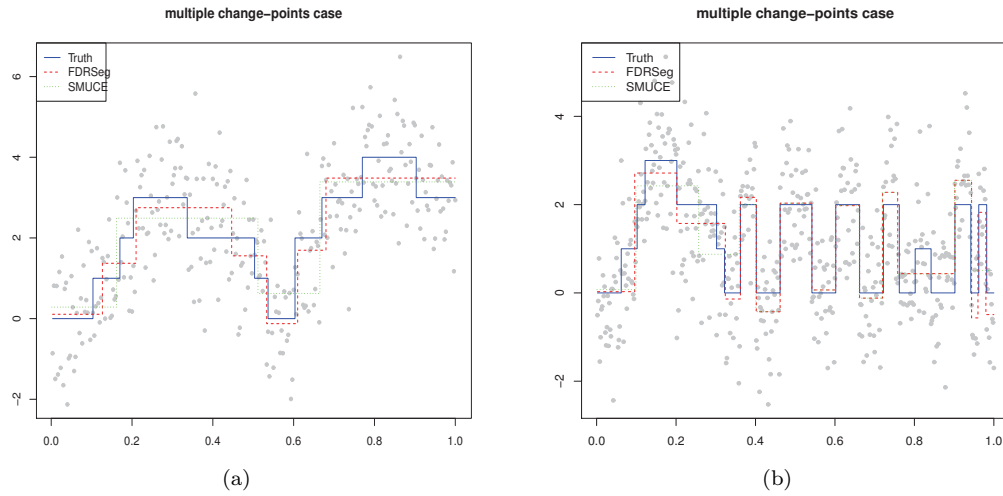 multiple change−points case
Truth
FDRSeg
SMUCE
6
4
2
0
−2
0.0 0.2 0.4 0.6 0.8 1.0
(a)
multiple change−points case
Truth
FDRSeg
SMUCE
4
2
0
−2
0.0 0.2 0.4 0.6 0.8 1.0
(b)